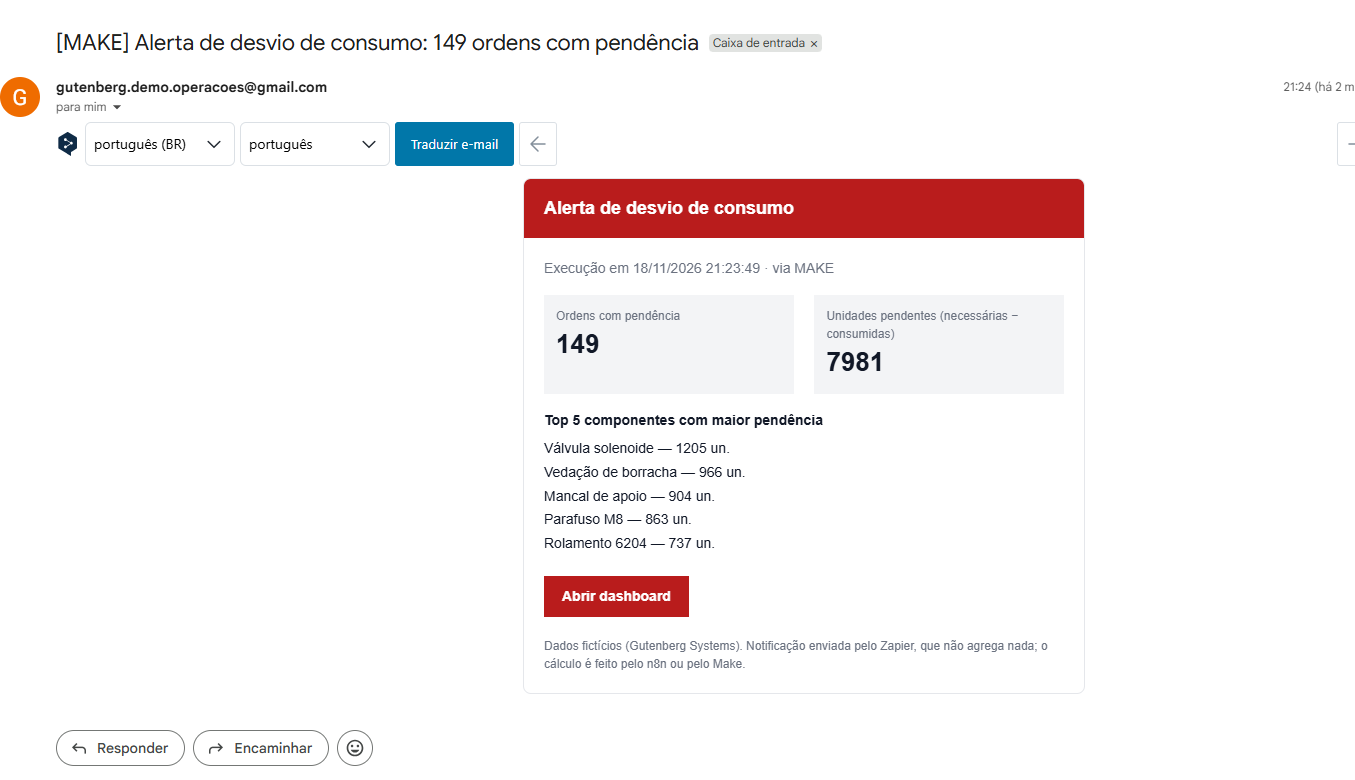 [MAKE] Alerta de desvio de consumo: 149 ordens com pendência Caixa de entrada ×
G
gutenberg.demo.operacoes@gmail.com 21:24 (há 2 m
para mim
português (BR) português Traduzir e-mail
Alerta de desvio de consumo
Execução em 18/11/2026 21:23:49 · via MAKE
Ordens com pendência
149
Unidades pendentes (necessárias −
consumidas)
7981
Top 5 componentes com maior pendência
Válvula solenoide — 1205 un.
Vedação de borracha — 966 un.
Mancal de apoio — 904 un.
Parafuso M8 — 863 un.
Rolamento 6204 — 737 un.
Abrir dashboard
Dados fictícios (Gutenberg Systems). Notificação enviada pelo Zapier, que não agrega nada; o
cálculo é feito pelo n8n ou pelo Make.
Responder Encaminhar